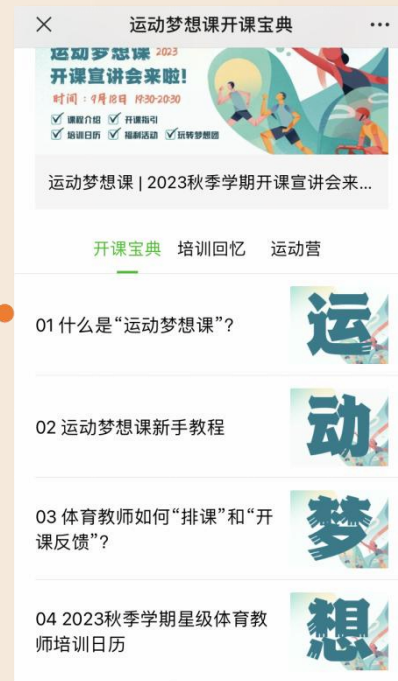 运动梦想课开课宝典
运动梦想课 2023
开课宣讲会来啦!
时间:9月18日 19:30-20:30
课程介绍 开课指引
培训日历 福利活动 玩转梦想团
运动梦想课 | 2023秋季学期开课宣讲会来...
开课宝典 培训回忆 运动营
01 什么是“运动梦想课”?
运
02 运动梦想课新手教程
动
03 体育教师如何“排课”和“开
课反馈”?
梦
04 2023秋季学期星级体育教
师培训日历
想